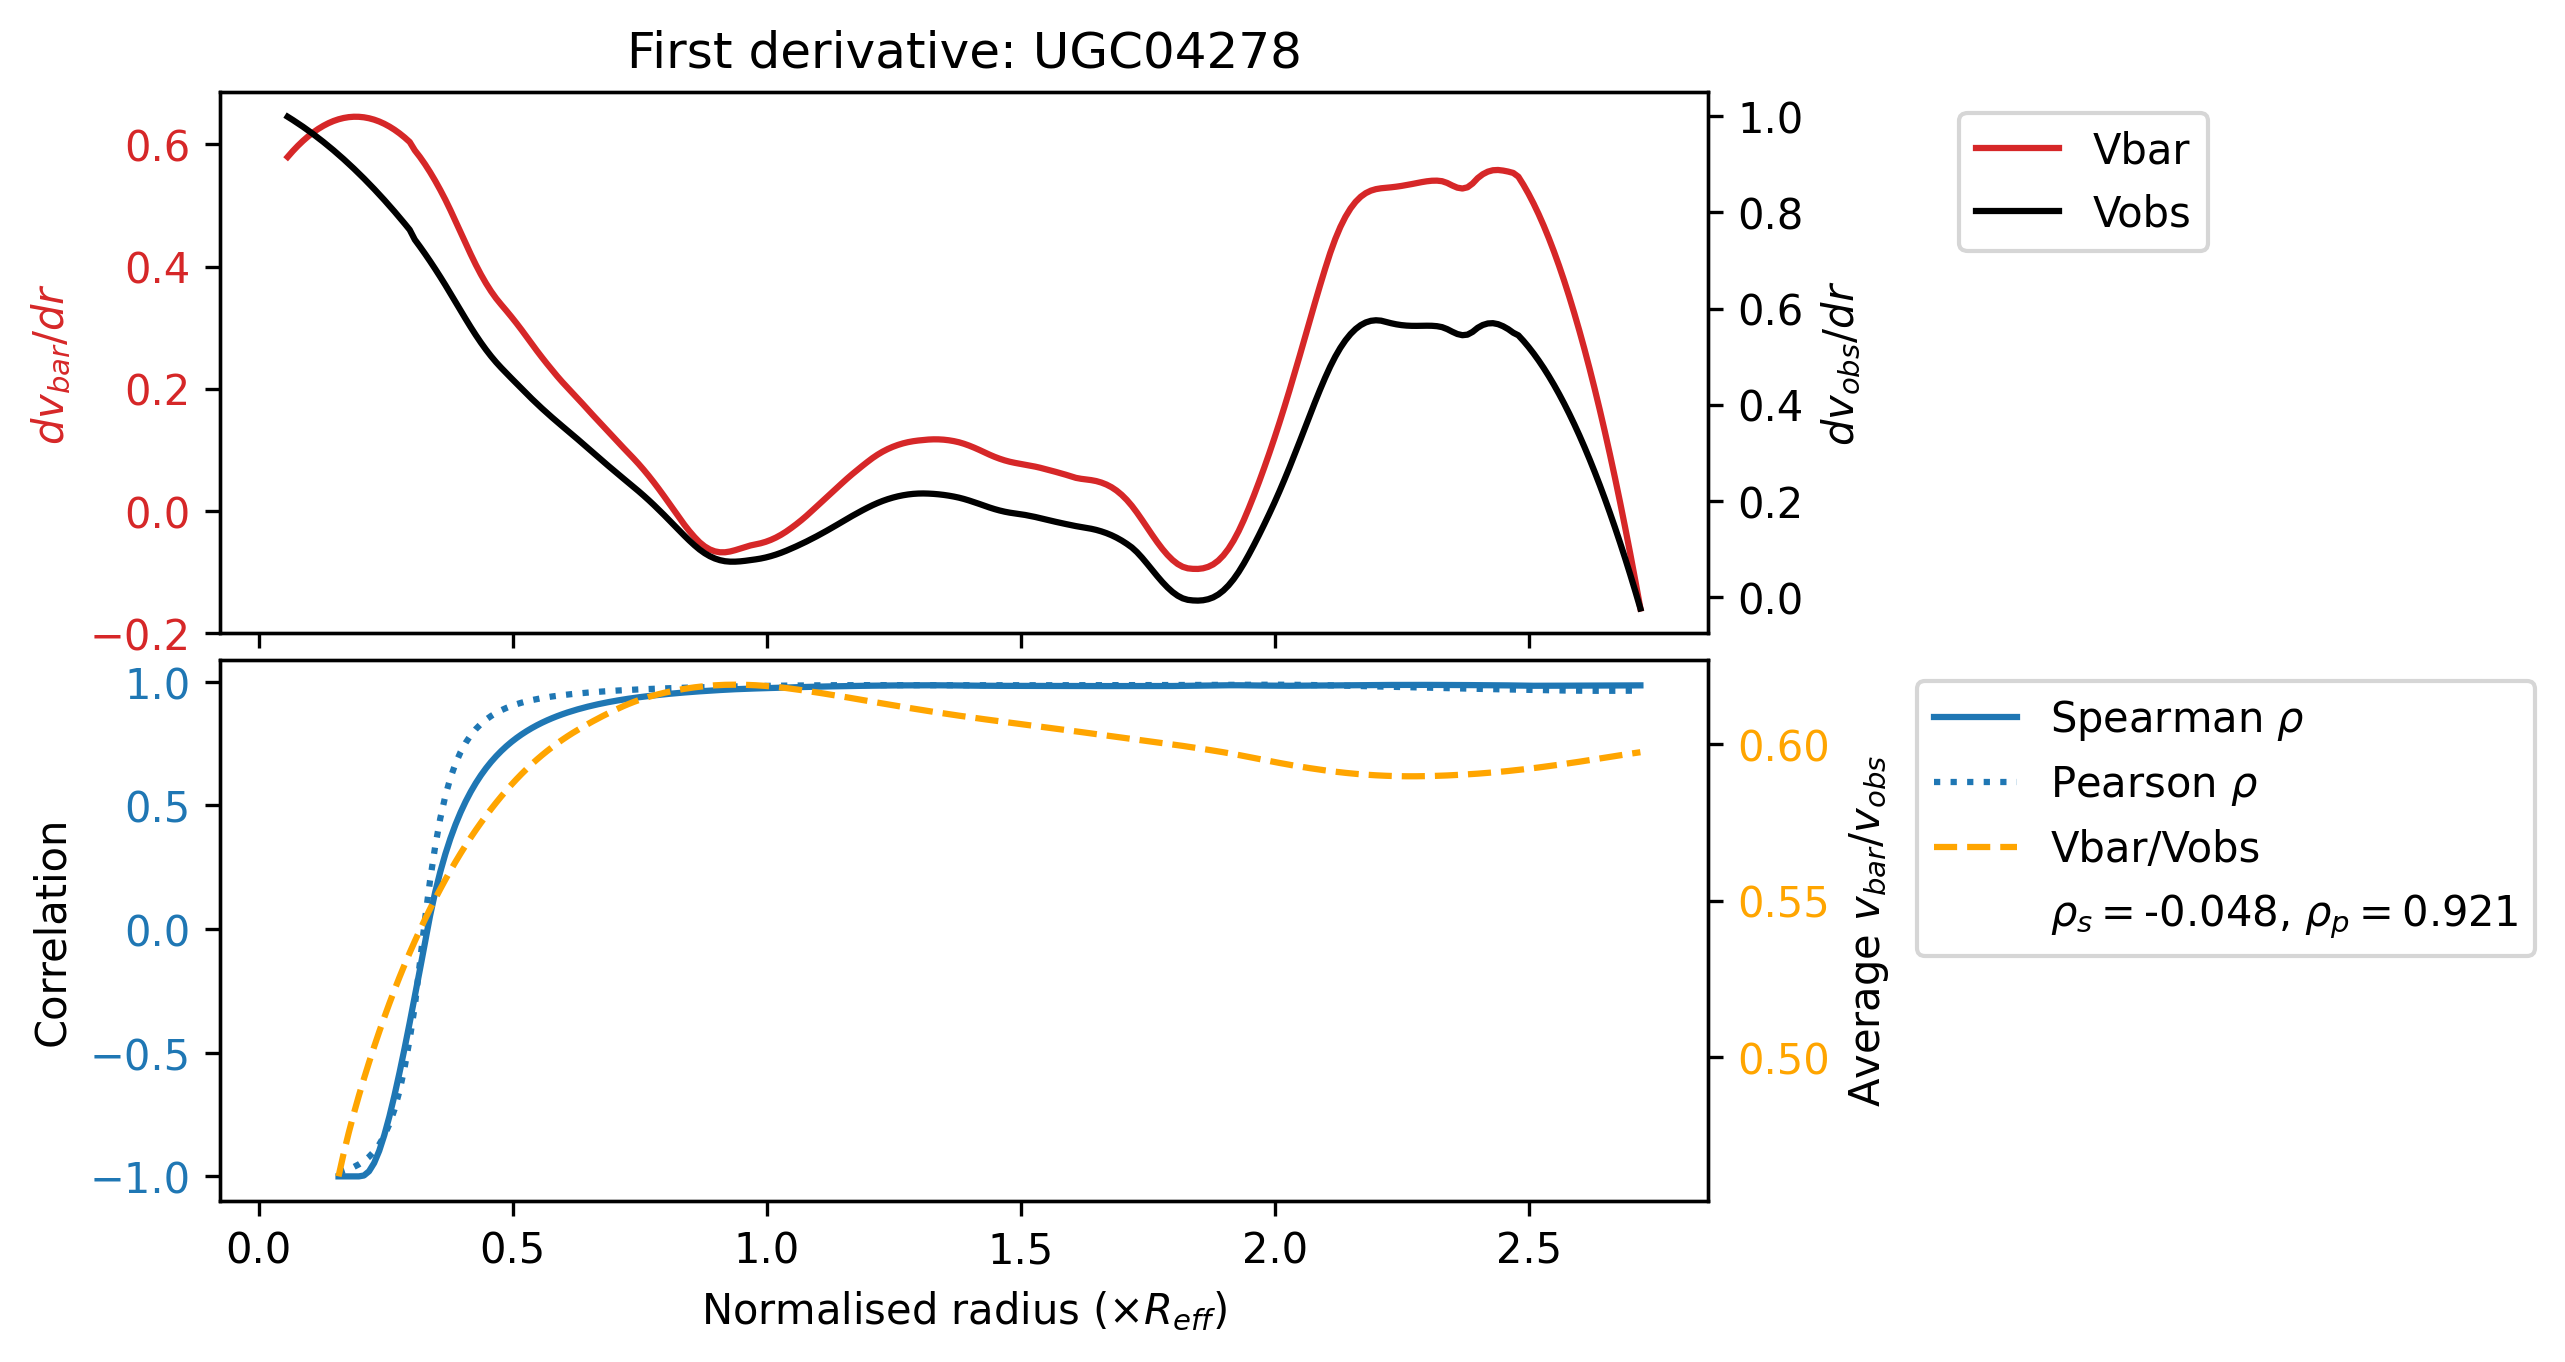 First derivative: UGC04278
0.6
0.4
0.2
0.0
−0.2
dv_bar/dr
1.0
0.8
0.6
0.4
0.2
0.0
dv_obs/dr
Vbar
Vobs
1.0
0.5
0.0
−0.5
−1.0
Correlation
0.60
0.55
0.50
Average v_bar/v_obs
Spearman ρ
Pearson ρ
Vbar/Vobs
ρ_s = -0.048, ρ_p = 0.921
0.0 0.5 1.0 1.5 2.0 2.5
Normalised radius (×R_eff)